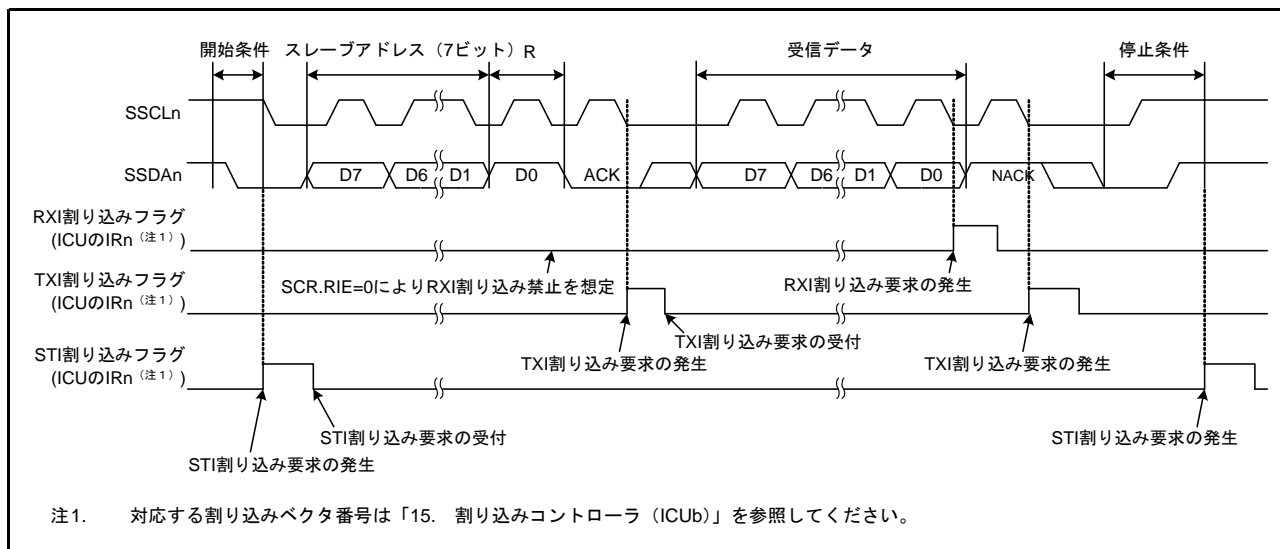 開始条件 スレーブアドレス（7ビット）R 受信データ 停止条件
SSCLn
SSDAn D7 D6 D1 D0 ACK D7 D6 D1 D0 NACK
RXI割り込みフラグ
(ICUのIRn（注1）)
SCR.RIE=0によりRXI割り込み禁止を想定 RXI割り込み要求の発生
TXI割り込みフラグ
(ICUのIRn（注1）)
TXI割り込み要求の受付
TXI割り込み要求の発生 TXI割り込み要求の発生
STI割り込みフラグ
(ICUのIRn（注1）)
STI割り込み要求の受付 STI割り込み要求の発生
STI割り込み要求の発生
注1. 対応する割り込みベクタ番号は「15. 割り込みコントローラ（ICUb）」を参照してください。